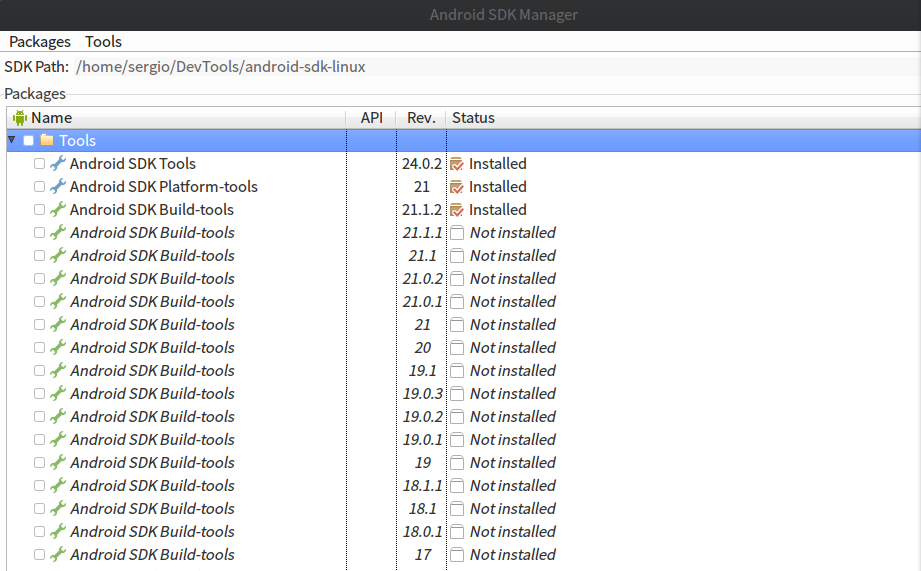 Android SDK Manager
Packages Tools
SDK Path: /home/sergio/DevTools/android-sdk-linux
Packages
Name API Rev. Status
Tools
Android SDK Tools 24.0.2 Installed
Android SDK Platform-tools 21 Installed
Android SDK Build-tools 21.1.2 Installed
Android SDK Build-tools 21.1.1 Not installed
Android SDK Build-tools 21.1 Not installed
Android SDK Build-tools 21.0.2 Not installed
Android SDK Build-tools 21.0.1 Not installed
Android SDK Build-tools 21 Not installed
Android SDK Build-tools 20 Not installed
Android SDK Build-tools 19.1 Not installed
Android SDK Build-tools 19.0.3 Not installed
Android SDK Build-tools 19.0.2 Not installed
Android SDK Build-tools 19.0.1 Not installed
Android SDK Build-tools 19 Not installed
Android SDK Build-tools 18.1.1 Not installed
Android SDK Build-tools 18.1 Not installed
Android SDK Build-tools 18.0.1 Not installed
Android SDK Build-tools 17 Not installed